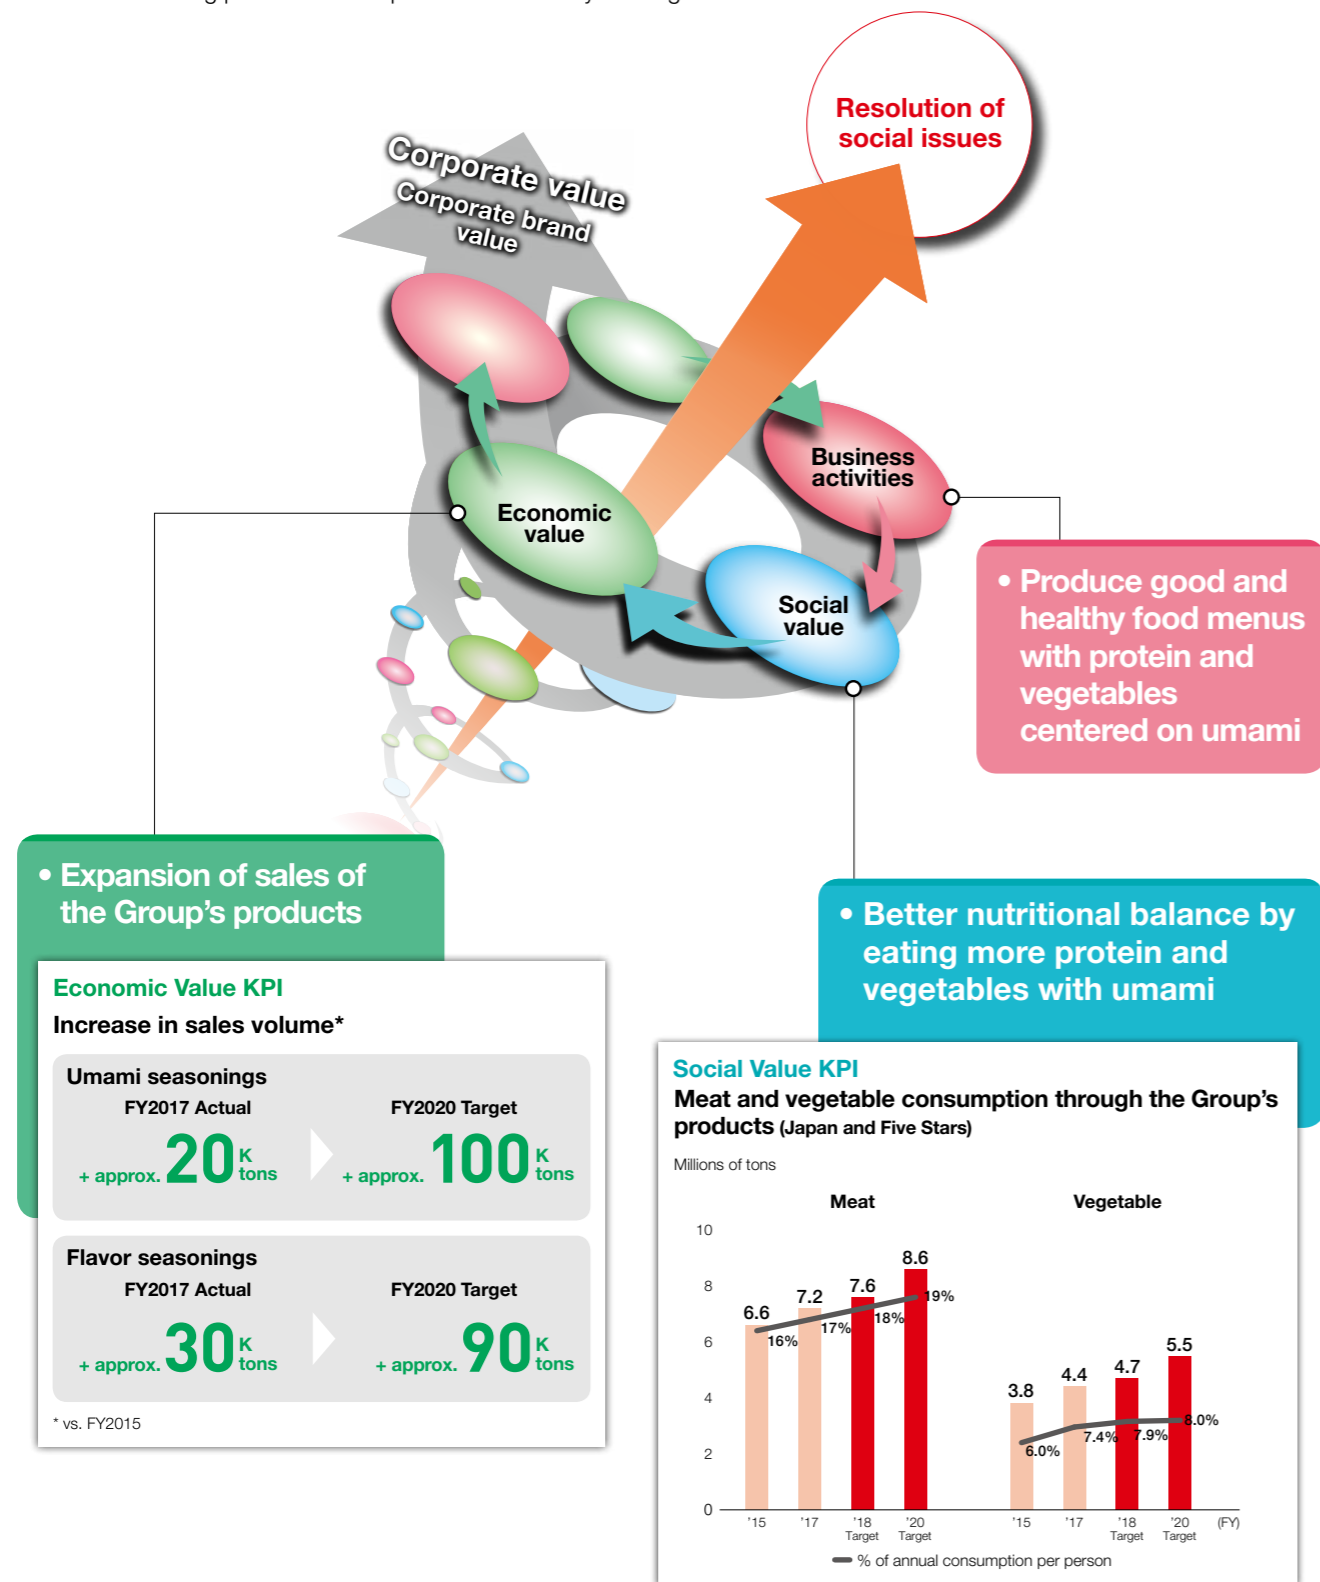 Resolution of
social issues
Corporate value
Corporate brand
value
Business
activities
Economic
value
Social
value
• Produce good and
healthy food menus
with protein and
vegetables
centered on umami
• Expansion of sales of
the Group's products
• Better nutritional balance by
eating more protein and
vegetables with umami
Economic Value KPI
Increase in sales volume*
Umami seasonings
FY2017 Actual
FY2020 Target
+ approx. 20 K tons
+ approx. 100 K tons
Flavor seasonings
FY2017 Actual
FY2020 Target
+ approx. 30 K tons
+ approx. 90 K tons
* vs. FY2015
Social Value KPI
Meat and vegetable consumption through the Group's
products (Japan and Five Stars)
Millions of tons
Meat
Vegetable
10
8
6
4
2
0
6.6
7.2
7.6
8.6
16%
17%
18%
19%
3.8
4.4
4.7
5.5
6.0%
7.4%
7.9%
8.0%
'15
'17
'18
Target
'20
Target
'15
'17
'18
Target
'20
Target
(FY)
% of annual consumption per person